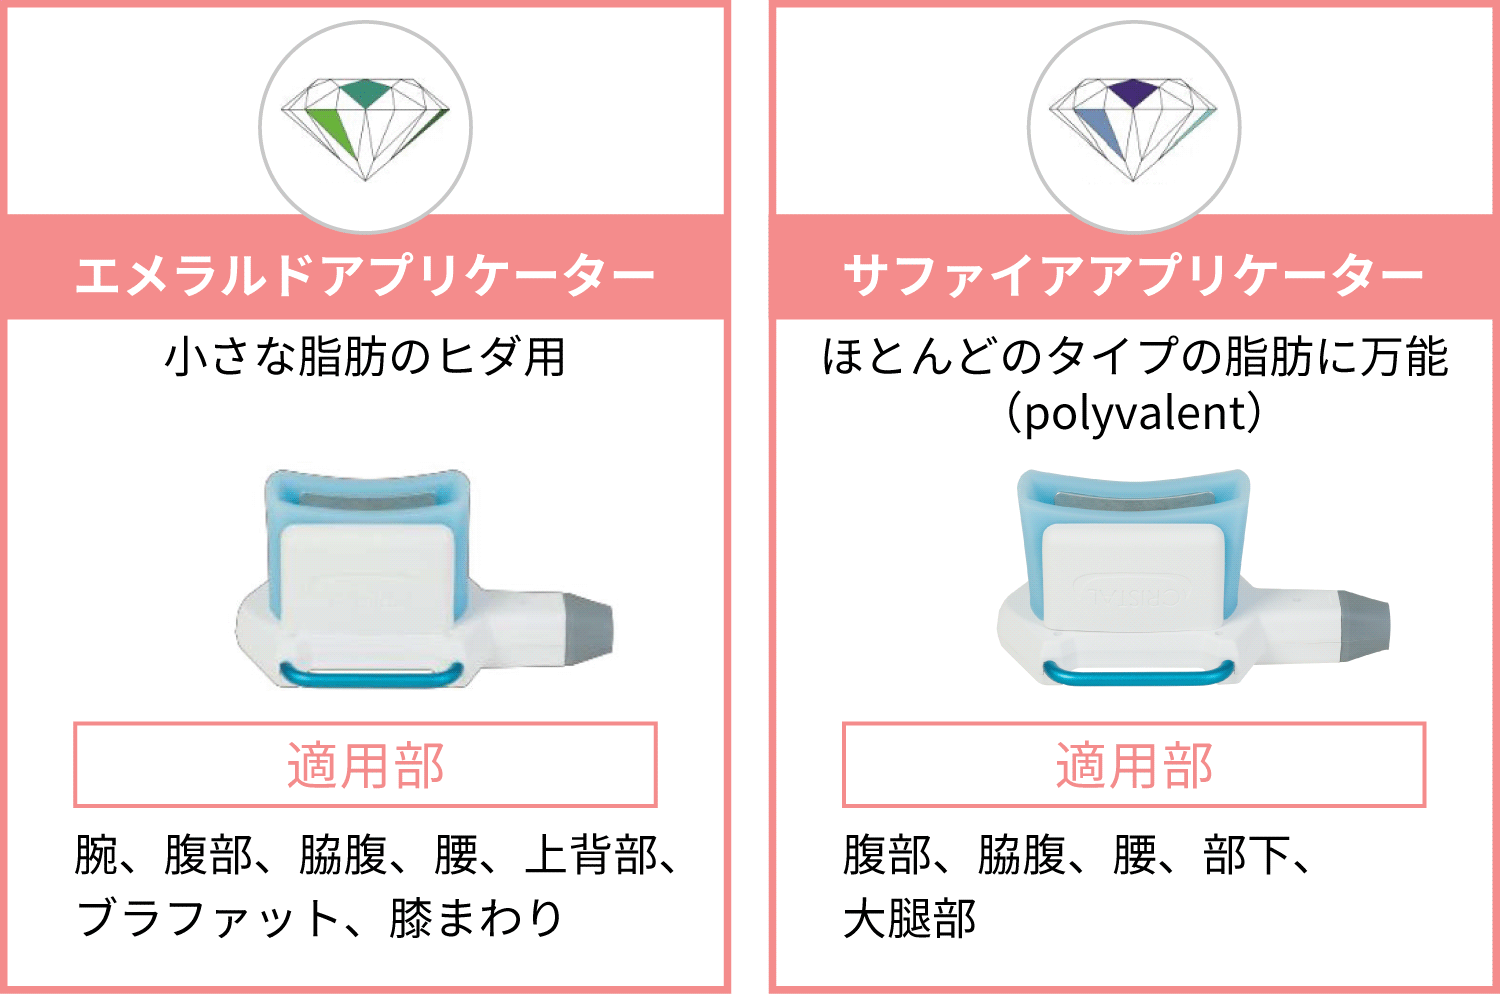 エメラルドアプリケーター
小さな脂肪のヒダ用
適用部
腕、腹部、脇腹、腰、上背部、
ブラファット、膝まわり
サファイアアプリケーター
ほとんどのタイプの脂肪に万能
（polyvalent）
CRISTAL
適用部
腹部、脇腹、腰、部下、
大腿部